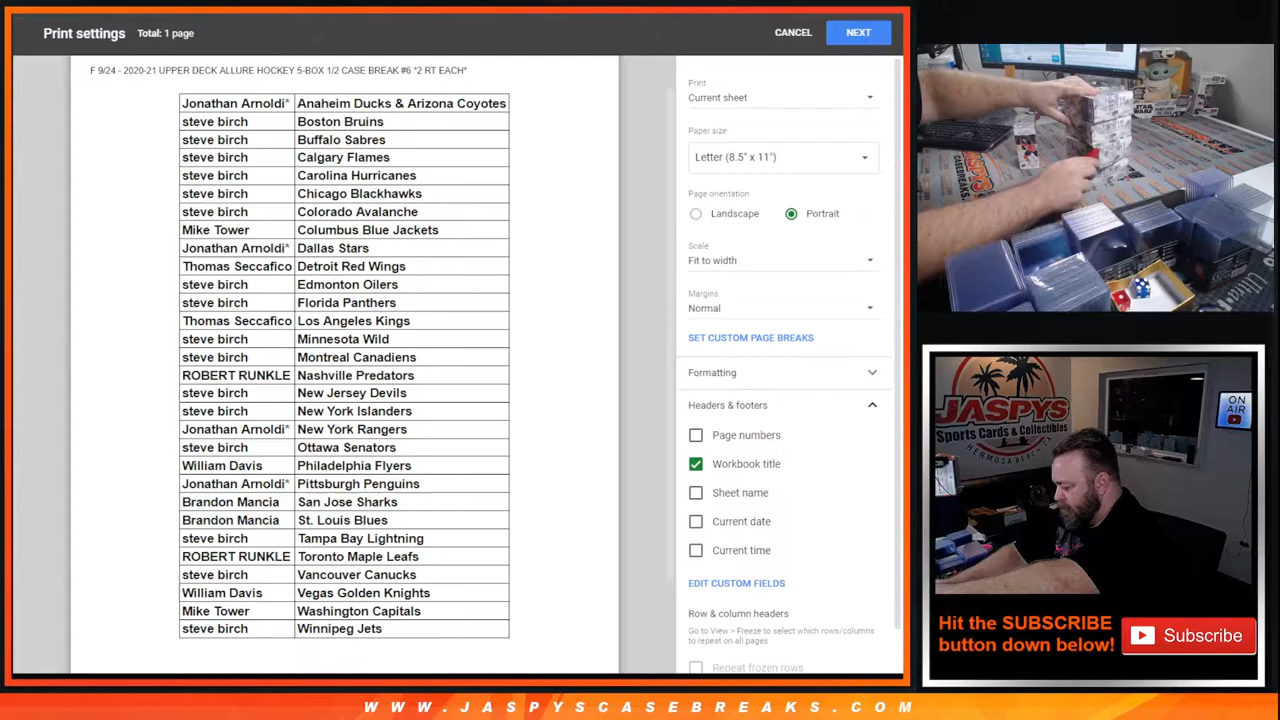 Print settings Total: 1 page
CANCEL NEXT
F 9/24 - 2020-21 UPPER DECK ALLURE HOCKEY 5-BOX 1/2 CASE BREAK #6 *2 RT EACH*
Jonathan Arnoldi* Anaheim Ducks & Arizona Coyotes
steve birch Boston Bruins
steve birch Buffalo Sabres
steve birch Calgary Flames
steve birch Carolina Hurricanes
steve birch Chicago Blackhawks
steve birch Colorado Avalanche
Mike Tower Columbus Blue Jackets
Jonathan Arnoldi* Dallas Stars
Thomas Seccafico Detroit Red Wings
steve birch Edmonton Oilers
steve birch Florida Panthers
Thomas Seccafico Los Angeles Kings
steve birch Minnesota Wild
steve birch Montreal Canadiens
ROBERT RUNKLE Nashville Predators
steve birch New Jersey Devils
steve birch New York Islanders
Jonathan Arnoldi* New York Rangers
steve birch Ottawa Senators
William Davis Philadelphia Flyers
Jonathan Arnoldi* Pittsburgh Penguins
Brandon Mancia San Jose Sharks
Brandon Mancia St. Louis Blues
steve birch Tampa Bay Lightning
ROBERT RUNKLE Toronto Maple Leafs
steve birch Vancouver Canucks
William Davis Vegas Golden Knights
Mike Tower Washington Capitals
steve birch Winnipeg Jets
Print
Current sheet
Paper size
Letter (8.5" x 11")
Page orientation
Landscape Portrait
Scale
Fit to width
Margins
Normal
SET CUSTOM PAGE BREAKS
Formatting
Headers & footers
Page numbers
Workbook title
Sheet name
Current date
Current time
EDIT CUSTOM FIELDS
Row & column headers
Go to View > Freeze to select which rows/columns
to repeat on all pages
Repeat frozen rows
STAR WARS
JASPYS
CASEBREAKS.COM
JASPYS
Sports Cards & Collectibles
HERMOSA BEACH
ON
AIR
Hit the SUBSCRIBE
button down below!
Subscribe
WWW.JASPYSCASEBREAKS.COM